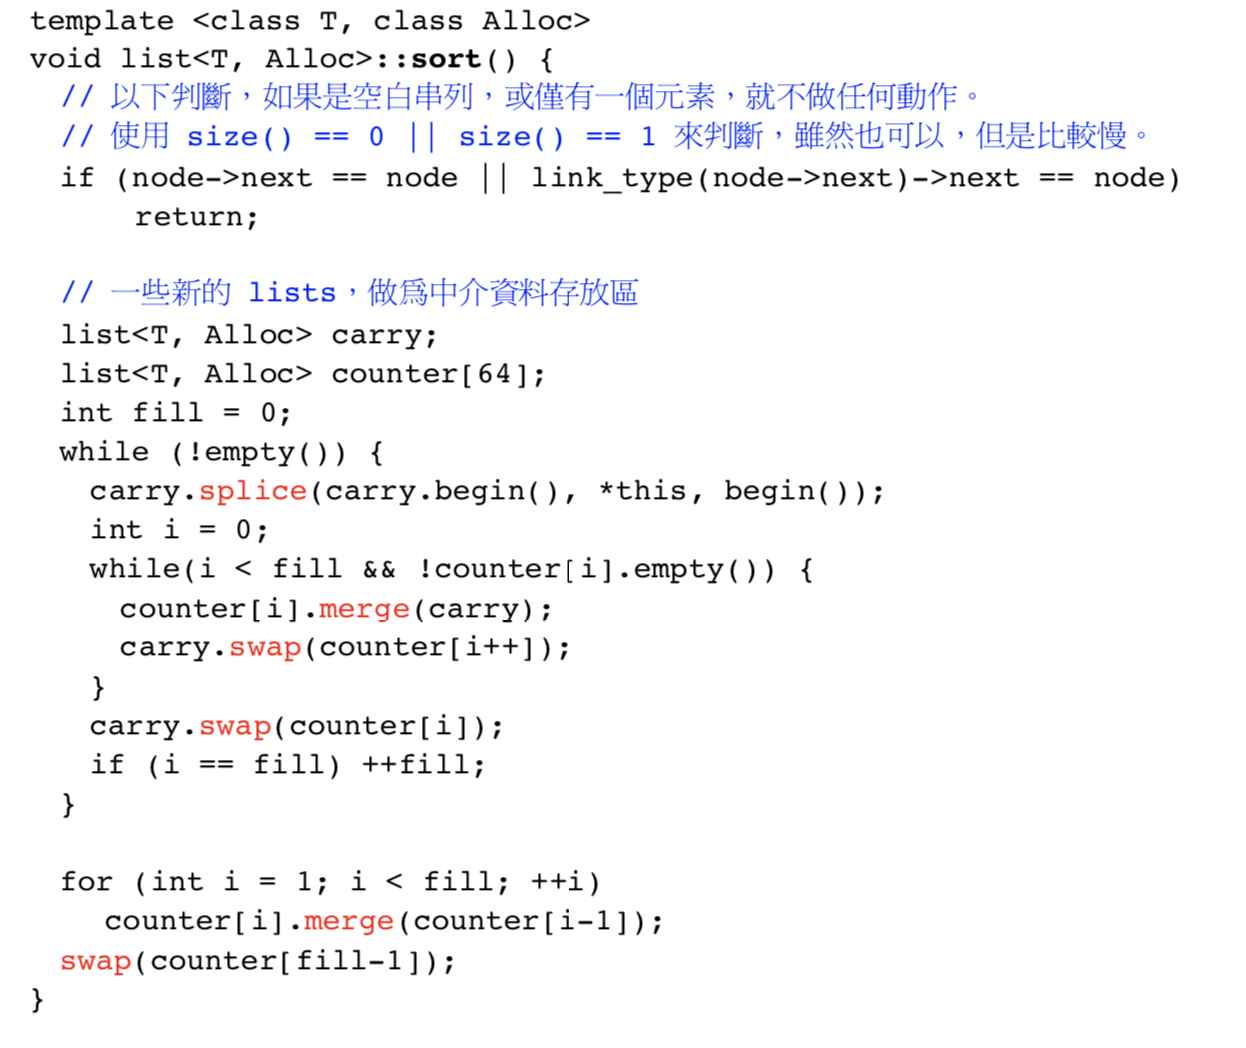 template <class T, class Alloc>
void list<T, Alloc>::sort() {
// 以下判斷，如果是空白串列，或僅有一個元素，就不做任何動作。
// 使用 size() == 0 || size() == 1 來判斷，雖然也可以，但是比較慢。
if (node->next == node || link_type(node->next)->next == node)
return;
// 一些新的 lists，做為中介資料存放區
list<T, Alloc> carry;
list<T, Alloc> counter[64];
int fill = 0;
while (!empty()) {
carry.splice(carry.begin(), *this, begin());
int i = 0;
while(i < fill && !counter[i].empty()) {
counter[i].merge(carry);
carry.swap(counter[i++]);
}
carry.swap(counter[i]);
if (i == fill) ++fill;
}
for (int i = 1; i < fill; ++i)
counter[i].merge(counter[i-1]);
swap(counter[fill-1]);
}